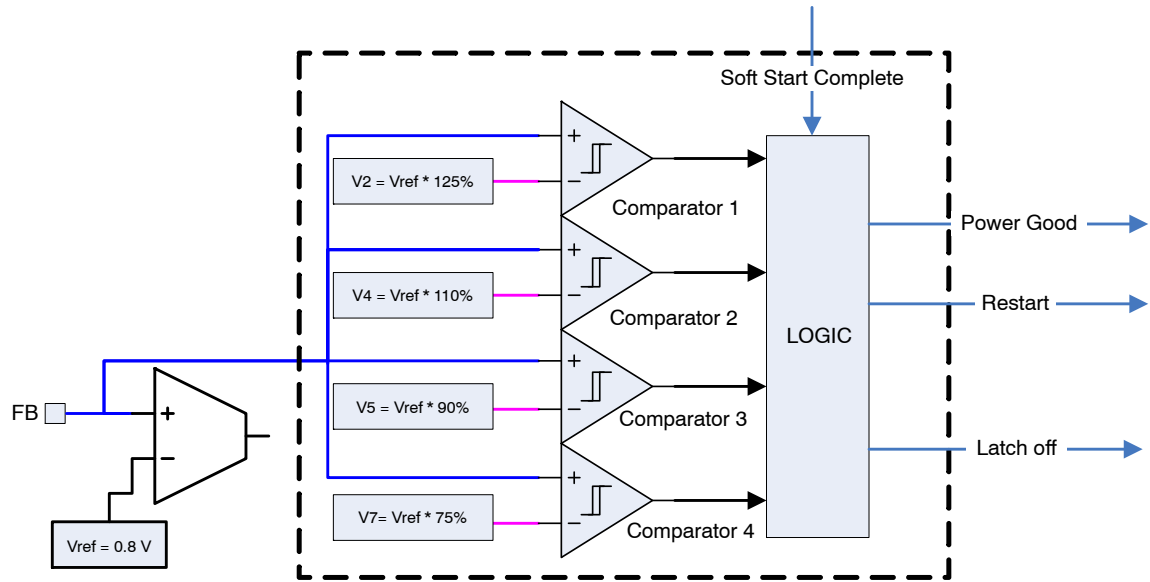 Soft Start Complete
+
V2 = Vref * 125%
−
Comparator 1
+
V4 = Vref * 110%
−
Comparator 2
Power Good
Restart
LOGIC
+
V5 = Vref * 90%
−
Comparator 3
FB
+
−
Latch off
+
V7= Vref * 75%
−
Comparator 4
Vref = 0.8 V